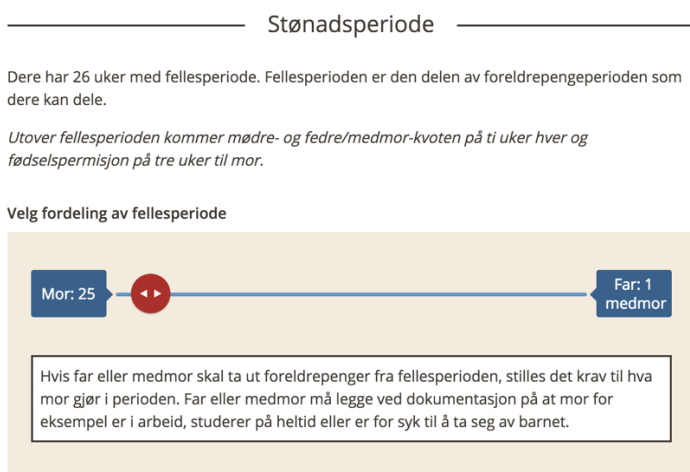 Stønadsperiode
Dere har 26 uker med fellesperiode. Fellesperioden er den delen av foreldrepengeperioden som
dere kan dele.
Utover fellesperioden kommer mødre- og fedre/medmor-kvoten på ti uker hver og
fødselspermisjon på tre uker til mor.
Velg fordeling av fellesperiode
Mor: 25
Far: 1
medmor
Hvis far eller medmor skal ta ut foreldrepenger fra fellesperioden, stilles det krav til hva
mor gjør i perioden. Far eller medmor må legge ved dokumentasjon på at mor for
eksempel er i arbeid, studerer på heltid eller er for syk til å ta seg av barnet.